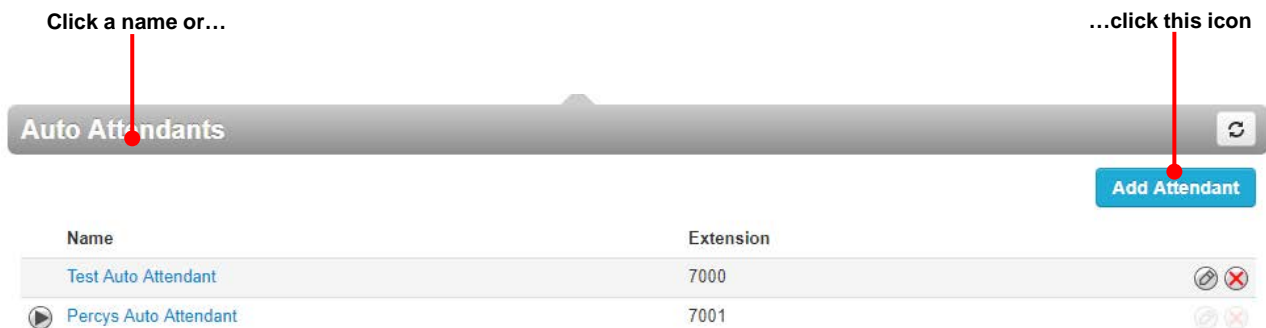 Click a name or…
…click this icon
Auto Attendants
Add Attendant
Name Extension
Test Auto Attendant 7000
Percys Auto Attendant 7001